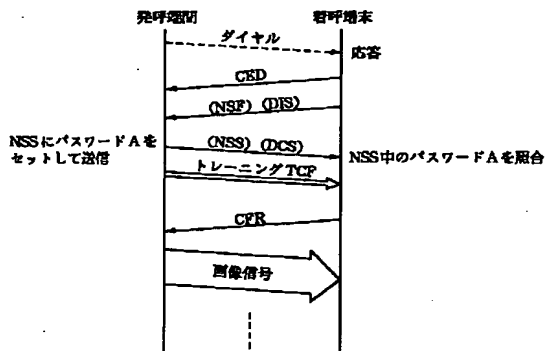 発呼端間
着呼端末
ダイヤル
応答
CED
(NSF) (DIS)
NSSにパスワードAを
セットして送信
(NSS) (DCS)
NSS中のパスワードAを照合
トレーニングTCF
CFR
画像信号